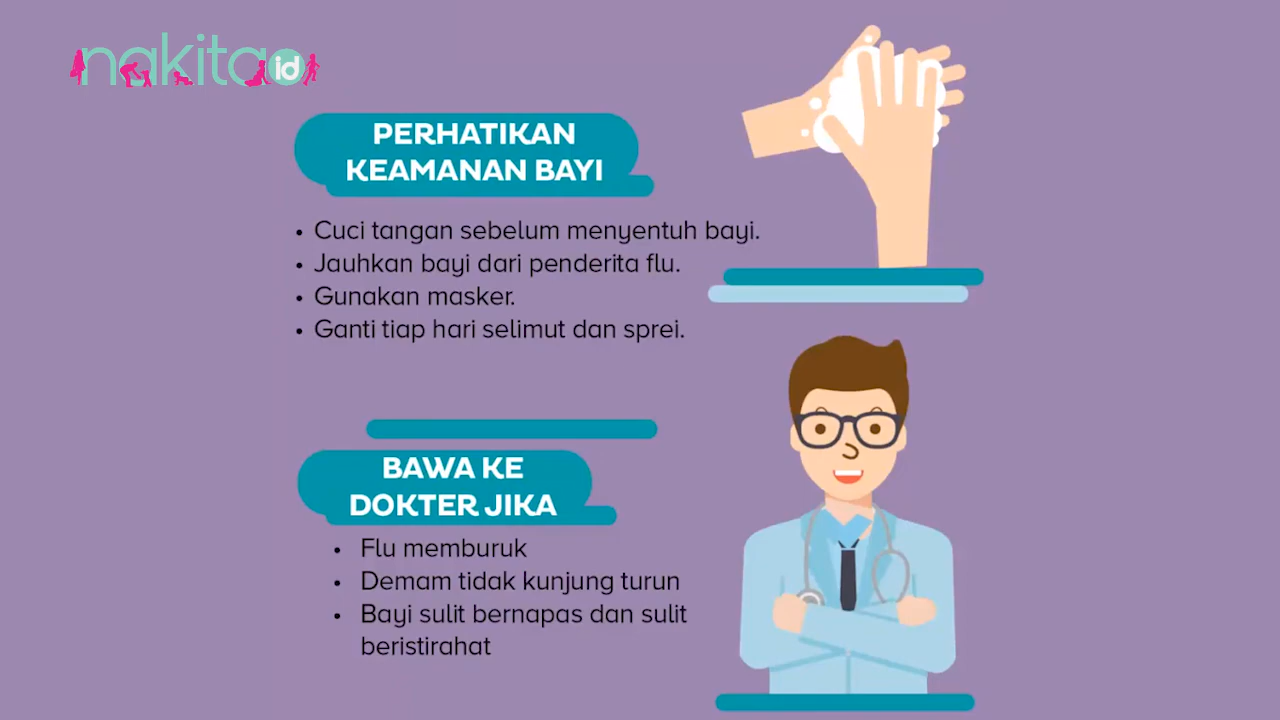 nakita id
PERHATIKAN
KEAMANAN BAYI
• Cuci tangan sebelum menyentuh bayi.
• Jauhkan bayi dari penderita flu.
• Gunakan masker.
• Ganti tiap hari selimut dan sprei.
BAWA KE
DOKTER JIKA
• Flu memburuk
• Demam tidak kunjung turun
• Bayi sulit bernapas dan sulit
beristirahat